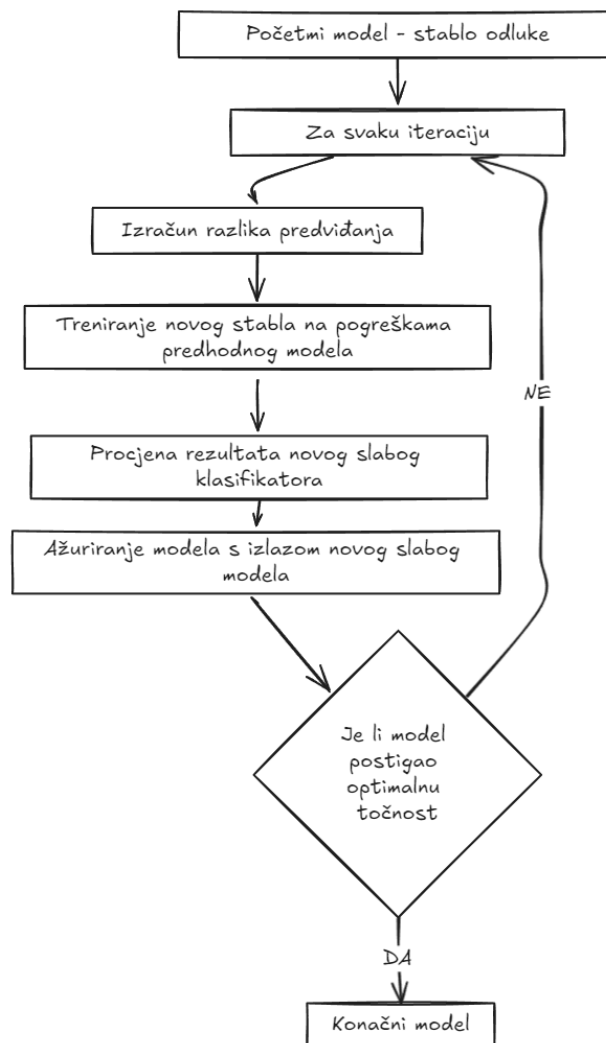 Početmi model - stablo odluke
Za svaku iteraciju
Izračun razlika predviđanja
Treniranje novog stabla na pogreškama
predhodnog modela
NE
Procjena rezultata novog slabog
klasifikatora
Ažuriranje modela s izlazom novog slabog
modela
Je li model
postigao
optimalnu
točnost
DA
Konačni model